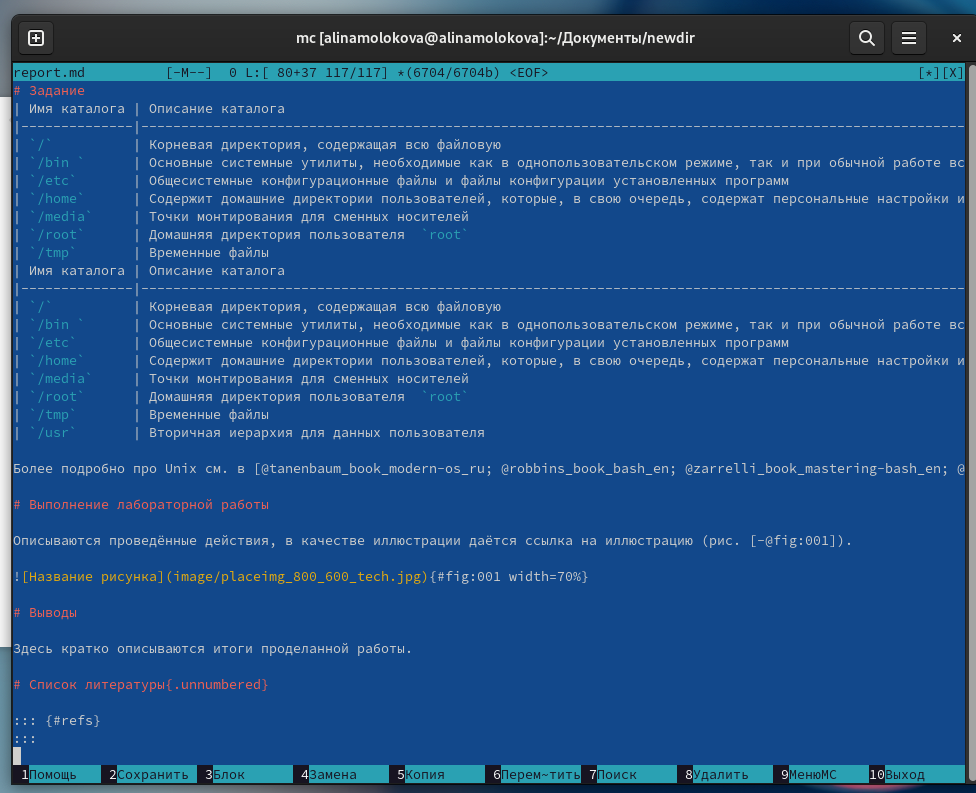 mc [alinamolokova@alinamolokova]:~/Документы/newdir
report.md [-M--] 0 L:[ 80+37 117/117] *(6704/6704b) <EOF> [*][X]
# Задание
| Имя каталога | Описание каталога
|--------------|--------------------------------------------------------------------------------------------------------
| `/` | Корневая директория, содержащая всю файловую
| `/bin ` | Основные системные утилиты, необходимые как в однопользовательском режиме, так и при обычной работе вс
| `/etc` | Общесистемные конфигурационные файлы и файлы конфигурации установленных программ
| `/home` | Содержит домашние директории пользователей, которые, в свою очередь, содержат персональные настройки и
| `/media` | Точки монтирования для сменных носителей
| `/root` | Домашняя директория пользователя `root`
| `/tmp` | Временные файлы
| Имя каталога | Описание каталога
|--------------|--------------------------------------------------------------------------------------------------------
| `/` | Корневая директория, содержащая всю файловую
| `/bin ` | Основные системные утилиты, необходимые как в однопользовательском режиме, так и при обычной работе вс
| `/etc` | Общесистемные конфигурационные файлы и файлы конфигурации установленных программ
| `/home` | Содержит домашние директории пользователей, которые, в свою очередь, содержат персональные настройки и
| `/media` | Точки монтирования для сменных носителей
| `/root` | Домашняя директория пользователя `root`
| `/tmp` | Временные файлы
| `/usr` | Вторичная иерархия для данных пользователя
Более подробно про Unix см. в [@tanenbaum_book_modern-os_ru; @robbins_book_bash_en; @zarrelli_book_mastering-bash_en; @
# Выполнение лабораторной работы
Описываются проведённые действия, в качестве иллюстрации даётся ссылка на иллюстрацию (рис. [-@fig:001]).
![Название рисунка](image/placeimg_800_600_tech.jpg){#fig:001 width=70%}
# Выводы
Здесь кратко описываются итоги проделанной работы.
# Список литературы{.unnumbered}
::: {#refs}
:::
1Помощь 2Сохранить 3Блок 4Замена 5Копия 6Перем~тить 7Поиск 8Удалить 9МенюMC 10Выход